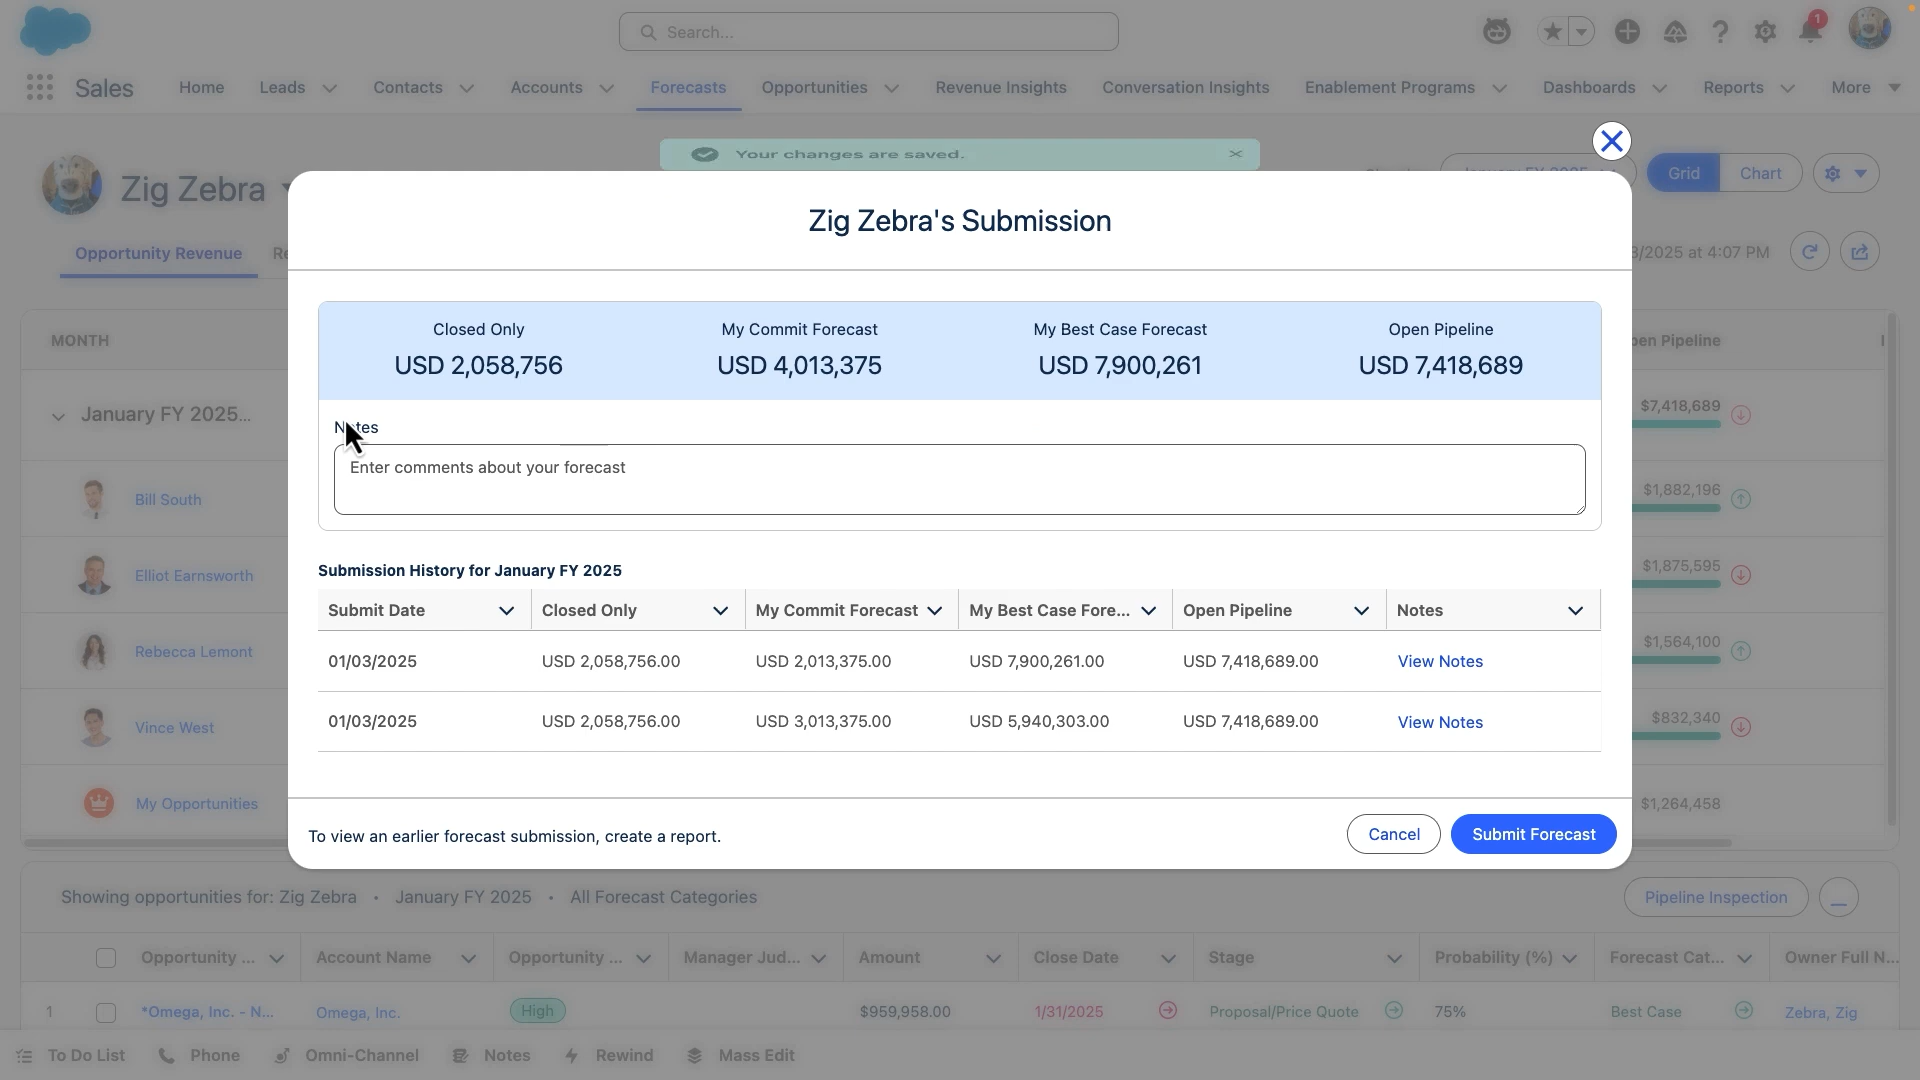 Search...
1
Sales
Home
Leads
Contacts
Accounts
Forecasts
Opportunities
Revenue Insights
Conversation Insights
Enablement Programs
Dashboards
Reports
More
Your changes are saved.
Zig Zebra
Grid
Chart
Zig Zebra's Submission
Opportunity Revenue
Re
3/2025 at 4:07 PM
Closed Only
My Commit Forecast
My Best Case Forecast
Open Pipeline
USD 2,058,756
USD 4,013,375
USD 7,900,261
USD 7,418,689
MONTH
pen Pipeline
January FY 2025...
$7,418,689
Notes
Enter comments about your forecast
Bill South
$1,882,196
Elliot Earnsworth
$1,875,595
Submission History for January FY 2025
Submit Date
Closed Only
My Commit Forecast
My Best Case Fore...
Open Pipeline
Notes
01/03/2025
USD 2,058,756.00
USD 2,013,375.00
USD 7,900,261.00
USD 7,418,689.00
View Notes
Rebecca Lemont
$1,564,100
01/03/2025
USD 2,058,756.00
USD 3,013,375.00
USD 5,940,303.00
USD 7,418,689.00
View Notes
Vince West
$832,340
My Opportunities
$1,264,458
To view an earlier forecast submission, create a report.
Cancel
Submit Forecast
Showing opportunities for: Zig Zebra • January FY 2025 • All Forecast Categories
Pipeline Inspection
Opportunity ...
Account Name
Opportunity ...
Manager Jud...
Amount
Close Date
Stage
Probability (%)
Forecast Cat...
Owner Full N...
1
*Omega, Inc. - N...
Omega, Inc.
High
$959,958.00
1/31/2025
Proposal/Price Quote
75%
Best Case
Zebra, Zig
To Do List
Phone
Omni-Channel
Notes
Rewind
Mass Edit